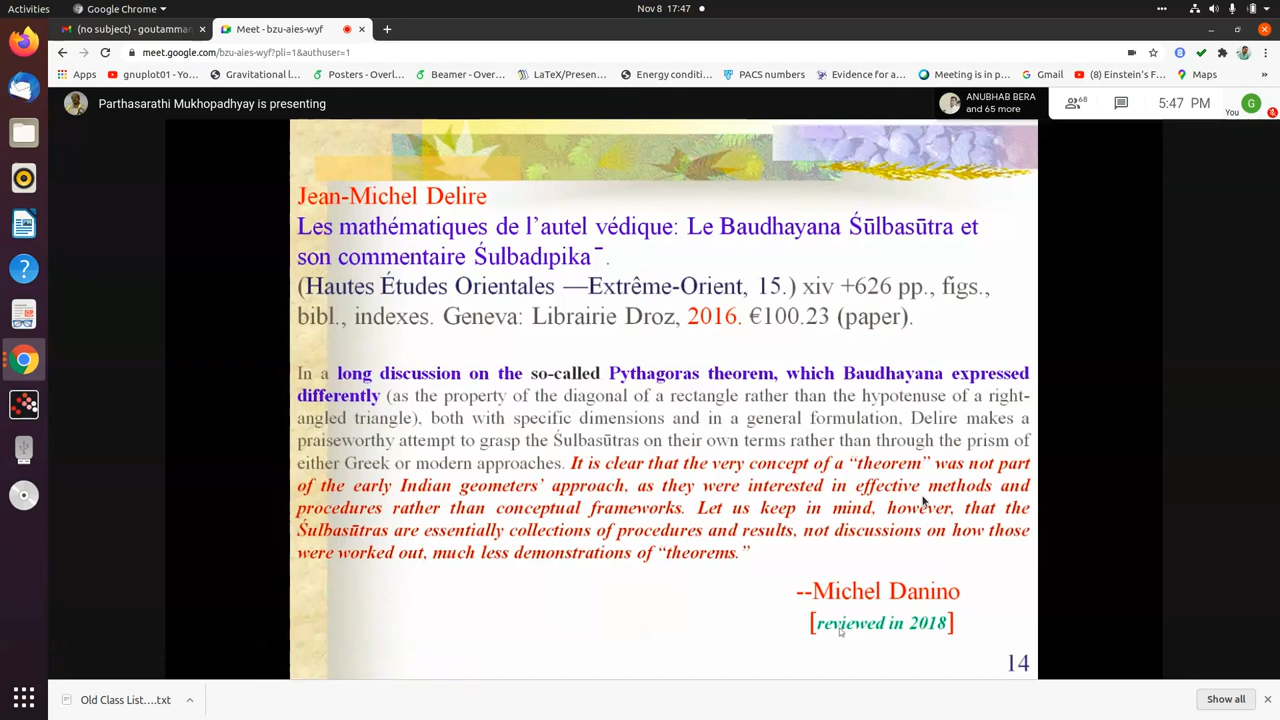 Activities
Google Chrome
Nov 8 17:47
(no subject) - goutamman
Meet - bzu-aies-wyf
meet.google.com/bzu-aies-wyf?pli=1&authuser=1
Apps
gnuplot01 - Yo...
Gravitational l...
Posters - Overl...
Beamer - Over...
LaTeX/Presen...
Energy conditi...
PACS numbers
Evidence for a...
Meeting is in p...
Gmail
(8) Einstein's F...
Maps
Parthasarathi Mukhopadhyay is presenting
ANUBHAB BERA
and 65 more
68
5:47 PM
G
You
Jean-Michel Delire
Les mathématiques de l’autel védique: Le Baudhayana Śūlbasūtra et
son commentaire Śulbadıpika ¯ .
(Hautes Études Orientales —Extrême-Orient, 15.) xiv +626 pp., figs.,
bibl., indexes. Geneva: Librairie Droz, 2016. €100.23 (paper).
In a long discussion on the so-called Pythagoras theorem, which Baudhayana expressed
differently (as the property of the diagonal of a rectangle rather than the hypotenuse of a right-
angled triangle), both with specific dimensions and in a general formulation, Delire makes a
praiseworthy attempt to grasp the Śulbasūtras on their own terms rather than through the prism of
either Greek or modern approaches. It is clear that the very concept of a “theorem” was not part
of the early Indian geometers’ approach, as they were interested in effective methods and
procedures rather than conceptual frameworks. Let us keep in mind, however, that the
Śulbasūtras are essentially collections of procedures and results, not discussions on how those
were worked out, much less demonstrations of “theorems.”
--Michel Danino
[reviewed in 2018]
14
Old Class List....txt
Show all